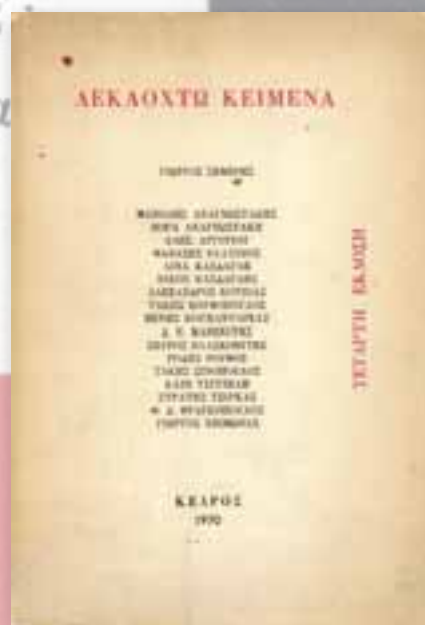 ΔΕΚΑΟΧΤΩ ΚΕΙΜΕΝΑ
ΓΙΩΡΓΟΣ ΣΕΦΕΡΗΣ
ΜΑΝΟΛΗΣ ΑΝΑΓΝΩΣΤΑΚΗΣ
ΝΟΡΑ ΑΝΑΓΝΩΣΤΑΚΗ
ΑΛΕΞ. ΑΡΓΥΡΙΟΥ
ΘΑΝΑΣΗΣ ΒΑΛΤΙΝΟΣ
ΛΙΝΑ ΚΑΣΔΑΓΛΗ
ΝΙΚΟΣ ΚΑΣΔΑΓΛΗΣ
ΑΛΕΞΑΝΔΡΟΣ ΚΟΤΖΙΑΣ
ΤΑΚΗΣ ΚΟΥΦΟΠΟΥΛΟΣ
ΜΕΝΗΣ ΚΟΥΜΑΝΤΑΡΕΑΣ
Δ. Ν. ΜΑΡΩΝΙΤΗΣ
ΣΠΥΡΟΣ ΠΛΑΣΚΟΒΙΤΗΣ
ΡΟΔΗΣ ΡΟΥΦΟΣ
ΤΑΚΗΣ ΣΙΝΟΠΟΥΛΟΣ
ΚΑΙΗ ΤΣΙΤΣΕΛΗ
ΣΤΡΑΤΗΣ ΤΣΙΡΚΑΣ
Θ. Δ. ΦΡΑΓΚΟΠΟΥΛΟΣ
ΓΙΩΡΓΟΣ ΧΕΙΜΩΝΑΣ
ΤΕΤΑΡΤΗ ΕΚΔΟΣΗ
ΚΕΔΡΟΣ
1970